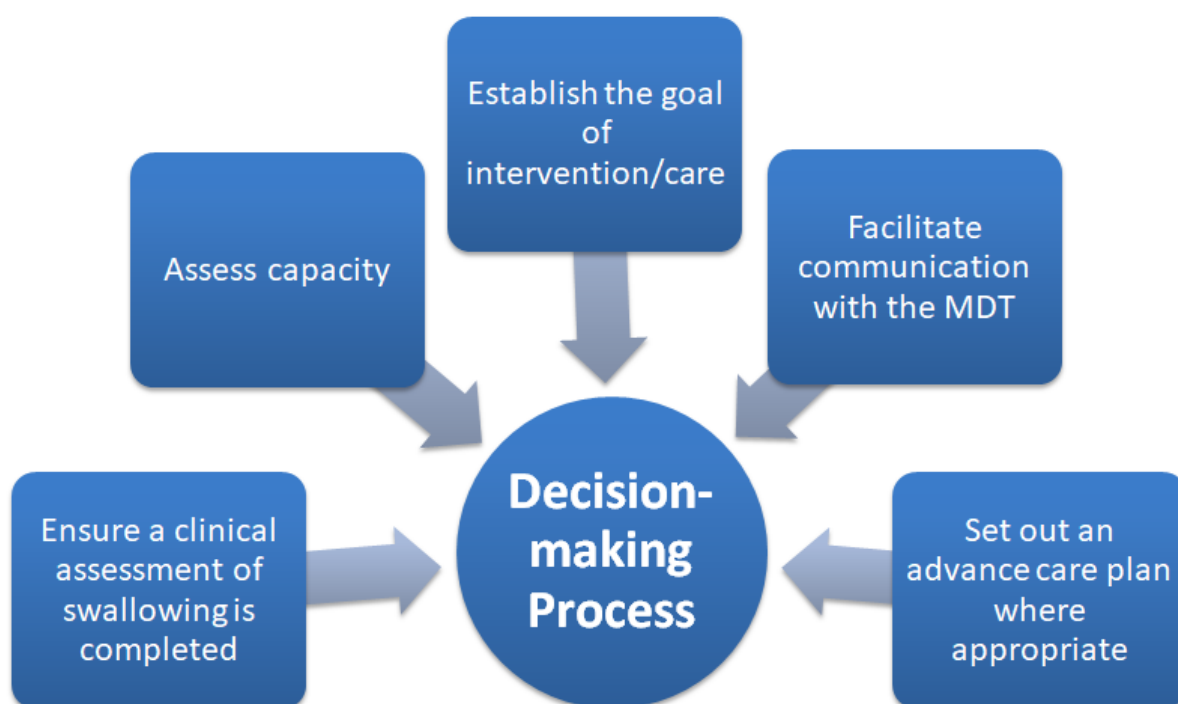 Establish the goal
of
intervention/care
Assess capacity
Facilitate
communication
with the MDT
Ensure a clinical
assessment of
swallowing is
completed
Decision-
making
Process
Set out an
advance care plan
where
appropriate